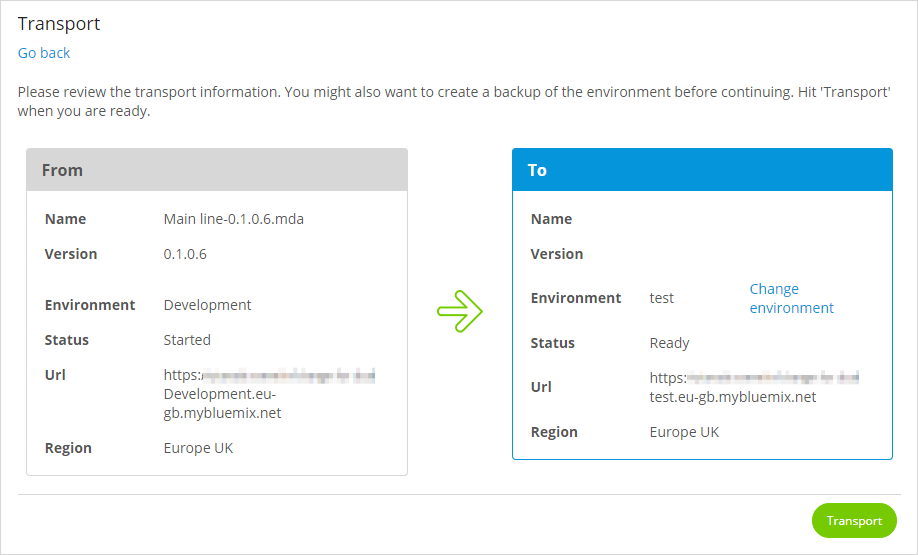 Transport
Go back
Please review the transport information. You might also want to create a backup of the environment before continuing. Hit 'Transport'
when you are ready.
From
Name Main line-0.1.0.6.mda
Version 0.1.0.6
Environment Development
Status Started
Url https:
Development.eu-
gb.mybluemix.net
Region Europe UK
To
Name
Version
Environment test Change
environment
Status Ready
Url https:
test.eu-gb.mybluemix.net
Region Europe UK
Transport